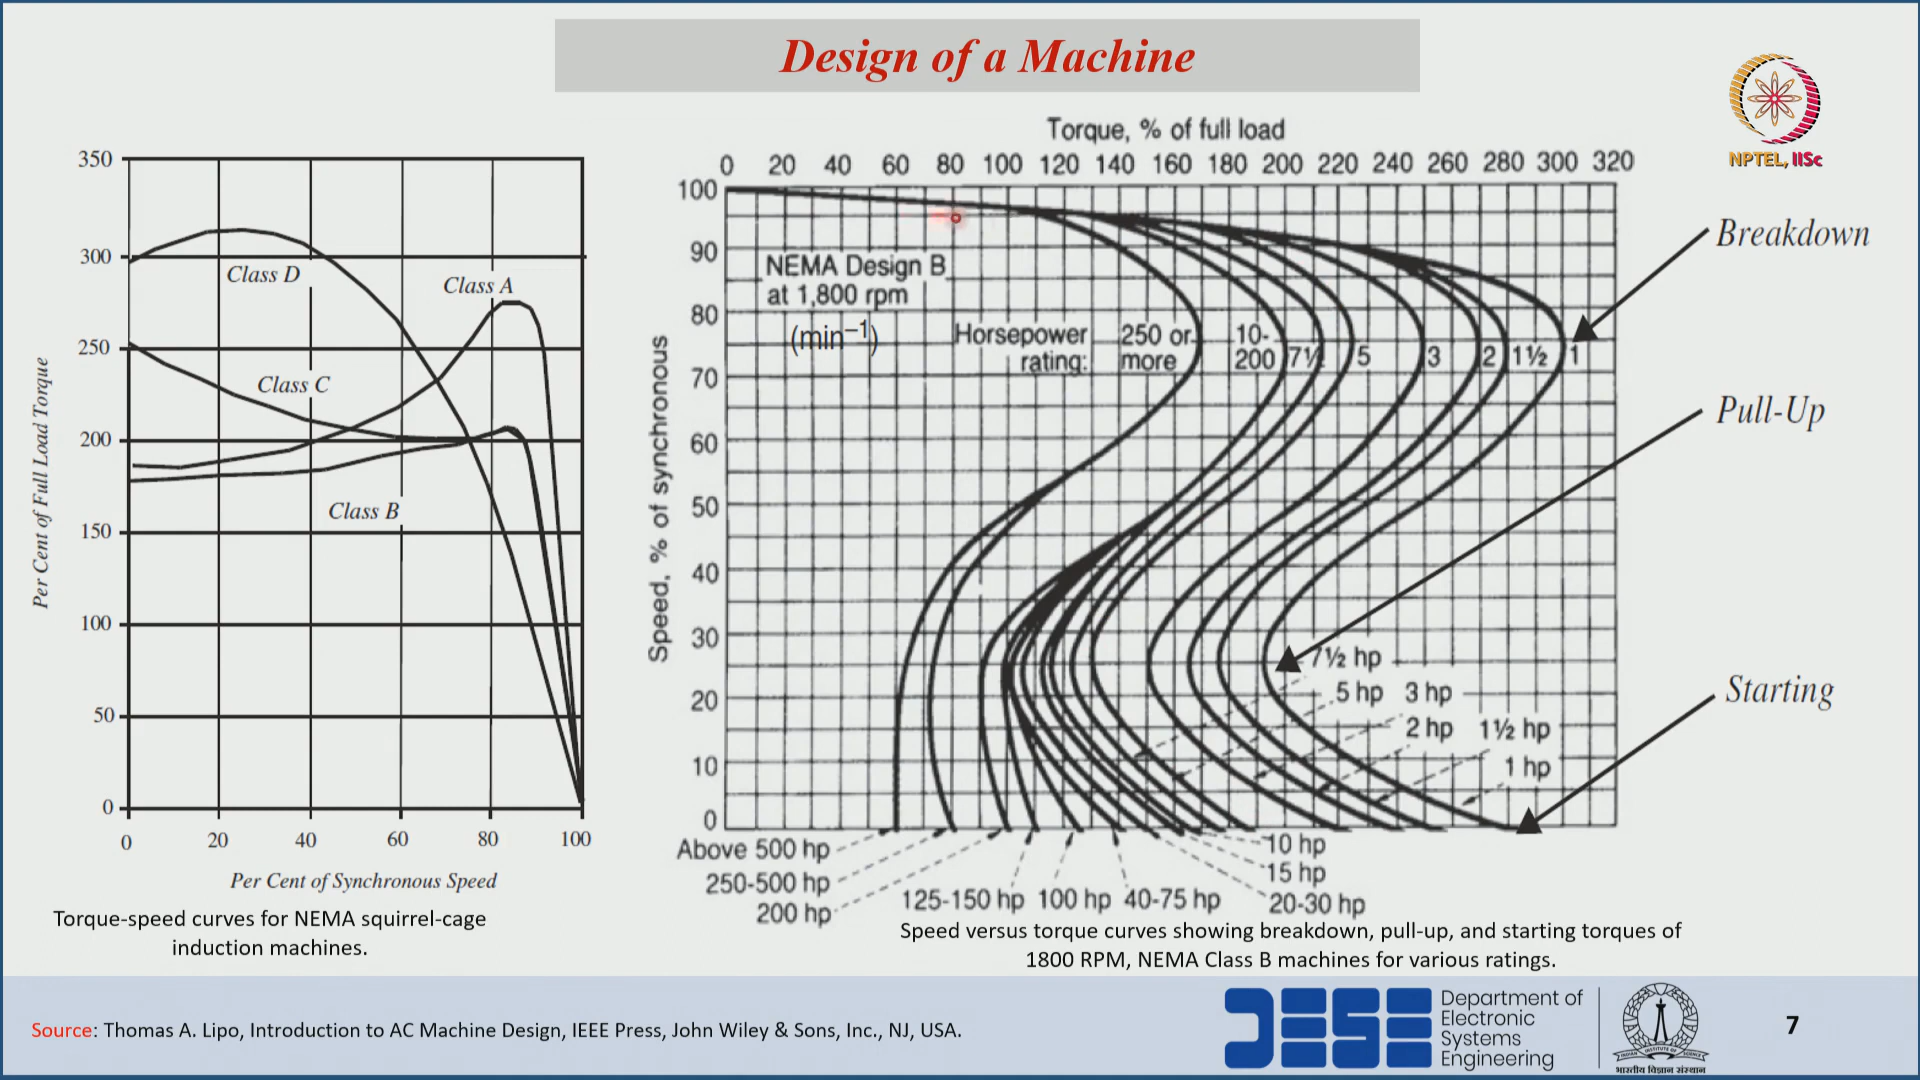 Design of a Machine
NPTEL, IISc
350
300
250
200
150
100
50
0
0 20 40 60 80 100
Per Cent of Full Load Torque
Class D
Class A
Class C
Class B
Per Cent of Synchronous Speed
Torque-speed curves for NEMA squirrel-cage
induction machines.
Torque, % of full load
0 20 40 60 80 100 120 140 160 180 200 220 240 260 280 300 320
100
90
80
70
60
50
40
30
20
10
0
Speed, % of synchronous
NEMA Design B
at 1,800 rpm
(min⁻¹)
Horsepower
rating:
250 or
more
10-
200
7½
5
3
2
1½
1
Breakdown
Pull-Up
Starting
7½ hp
5 hp 3 hp
2 hp 1½ hp
1 hp
Above 500 hp
250-500 hp
200 hp
125-150 hp 100 hp 40-75 hp
10 hp
15 hp
20-30 hp
Speed versus torque curves showing breakdown, pull-up, and starting torques of
1800 RPM, NEMA Class B machines for various ratings.
Source: Thomas A. Lipo, Introduction to AC Machine Design, IEEE Press, John Wiley & Sons, Inc., NJ, USA.
DESE
Department of
Electronic
Systems
Engineering
INDIAN INSTITUTE OF SCIENCE
भारतीय विज्ञान संस्थान
7